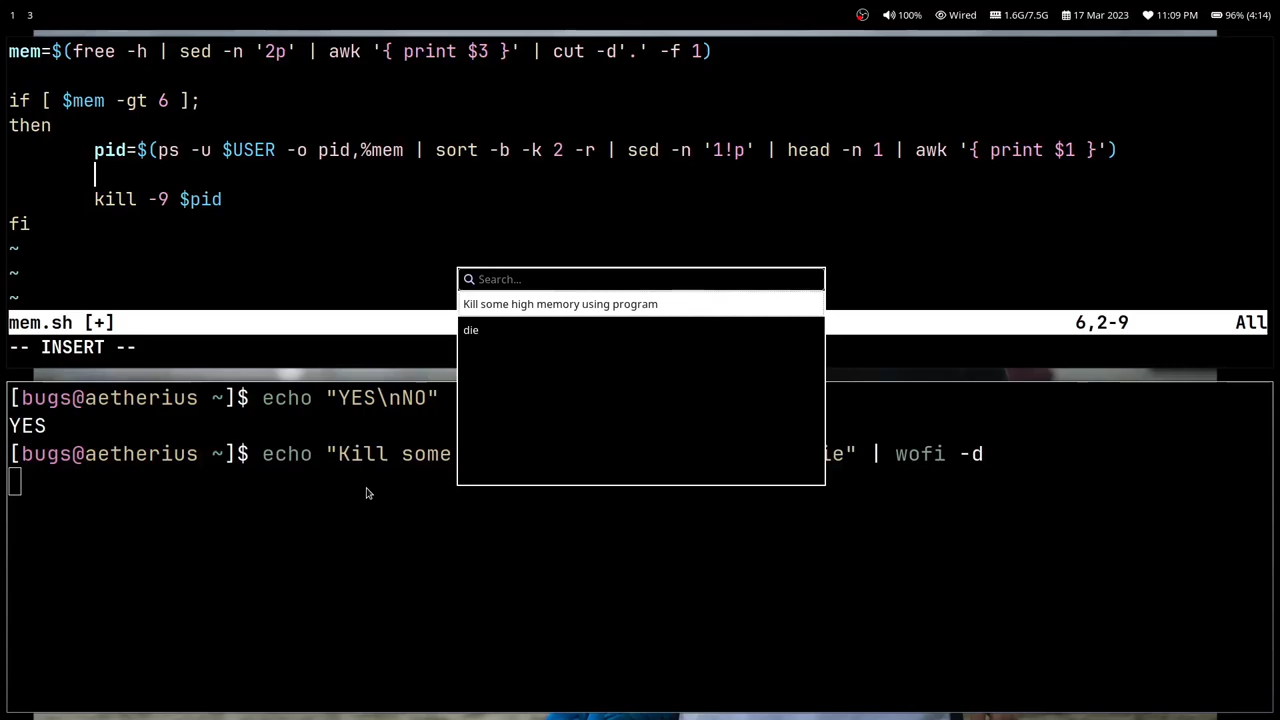 1 3 100% Wired 1.6G/7.5G 17 Mar 2023 11:09 PM 96% (4:14)
mem=$(free -h | sed -n '2p' | awk '{ print $3 }' | cut -d'.' -f 1)
if [ $mem -gt 6 ];
then
pid=$(ps -u $USER -o pid,%mem | sort -b -k 2 -r | sed -n '1!p' | head -n 1 | awk '{ print $1 }')
kill -9 $pid
fi
~
~
~
mem.sh [+] 6,2-9 All
-- INSERT --
Search...
Kill some high memory using program
die
[bugs@aetherius ~]$ echo "YES\nNO"
YES
[bugs@aetherius ~]$ echo "Kill some ie" | wofi -d